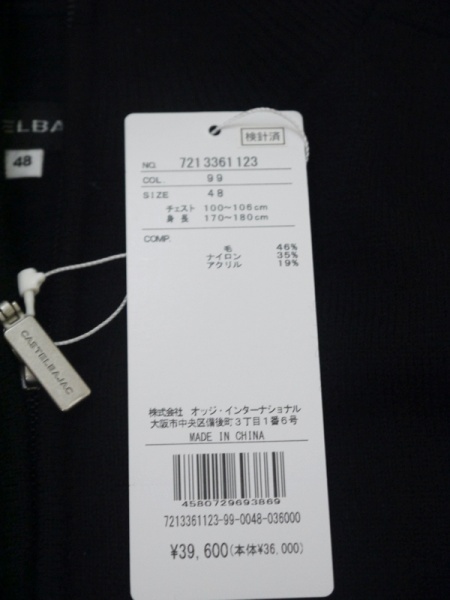 ELBA
48
検針済
NO. 7213361123
COL. 99
SIZE 48
チェスト 100～106cm
身長 170～180cm
COMP.
毛 46%
ナイロン 35%
アクリル 19%
CASTELBAJAC
株式会社 オッジ・インターナショナル
大阪市中央区備後町3丁目1番6号
MADE IN CHINA
4580729693869
7213361123-99-0048-036000
¥39,600(本体¥36,000)